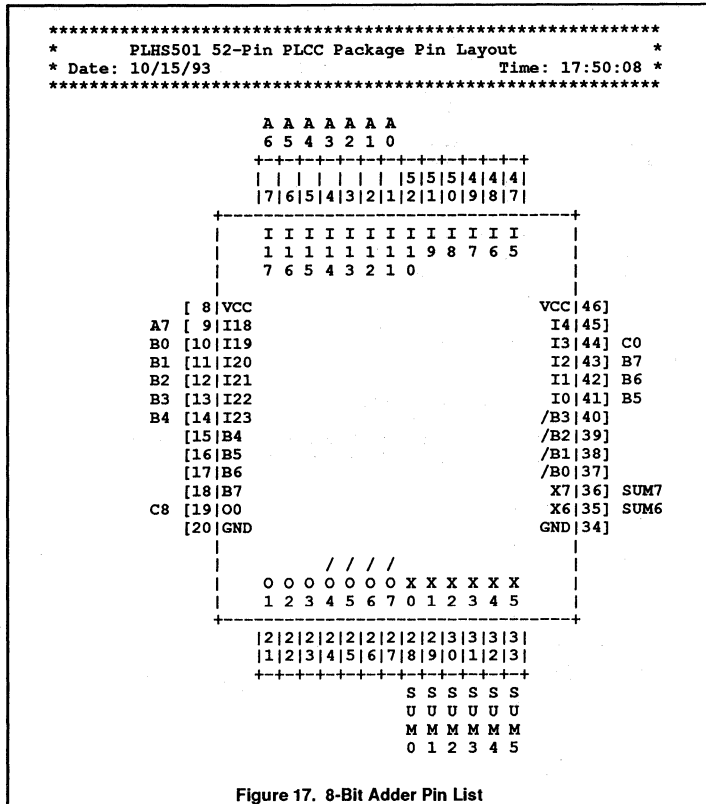 ************************************************************
*      PLHS501 52-Pin PLCC Package Pin Layout              *
* Date: 10/15/93                          Time: 17:50:08 *
************************************************************
A A A A A A A
6 5 4 3 2 1 0
+-+-+-+-+-+-+-+-+-+-+-+-+-+
| | | | | | | |5|5|5|4|4|4|
|7|6|5|4|3|2|1|2|1|0|9|8|7|
+-----------------------------------+
| I I I I I I I I I I I I I |
| 1 1 1 1 1 1 1 1 9 8 7 6 5 |
| 7 6 5 4 3 2 1 0 |
| |
[ 8|VCC VCC|46]
A7 [ 9|I18 I4|45]
B0 [10|I19 I3|44] C0
B1 [11|I20 I2|43] B7
B2 [12|I21 I1|42] B6
B3 [13|I22 I0|41] B5
B4 [14|I23 /B3|40]
[15|B4 /B2|39]
[16|B5 /B1|38]
[17|B6 /B0|37]
[18|B7 X7|36] SUM7
C8 [19|O0 X6|35] SUM6
[20|GND GND|34]
| |
| / / / / |
| O O O O O O O X X X X X X |
| 1 2 3 4 5 6 7 0 1 2 3 4 5 |
+-----------------------------------+
|2|2|2|2|2|2|2|2|2|3|3|3|3|
|1|2|3|4|5|6|7|8|9|0|1|2|3|
+-+-+-+-+-+-+-+-+-+-+-+-+-+
S S S S S S
U U U U U U
M M M M M M
0 1 2 3 4 5
Figure 17. 8-Bit Adder Pin List